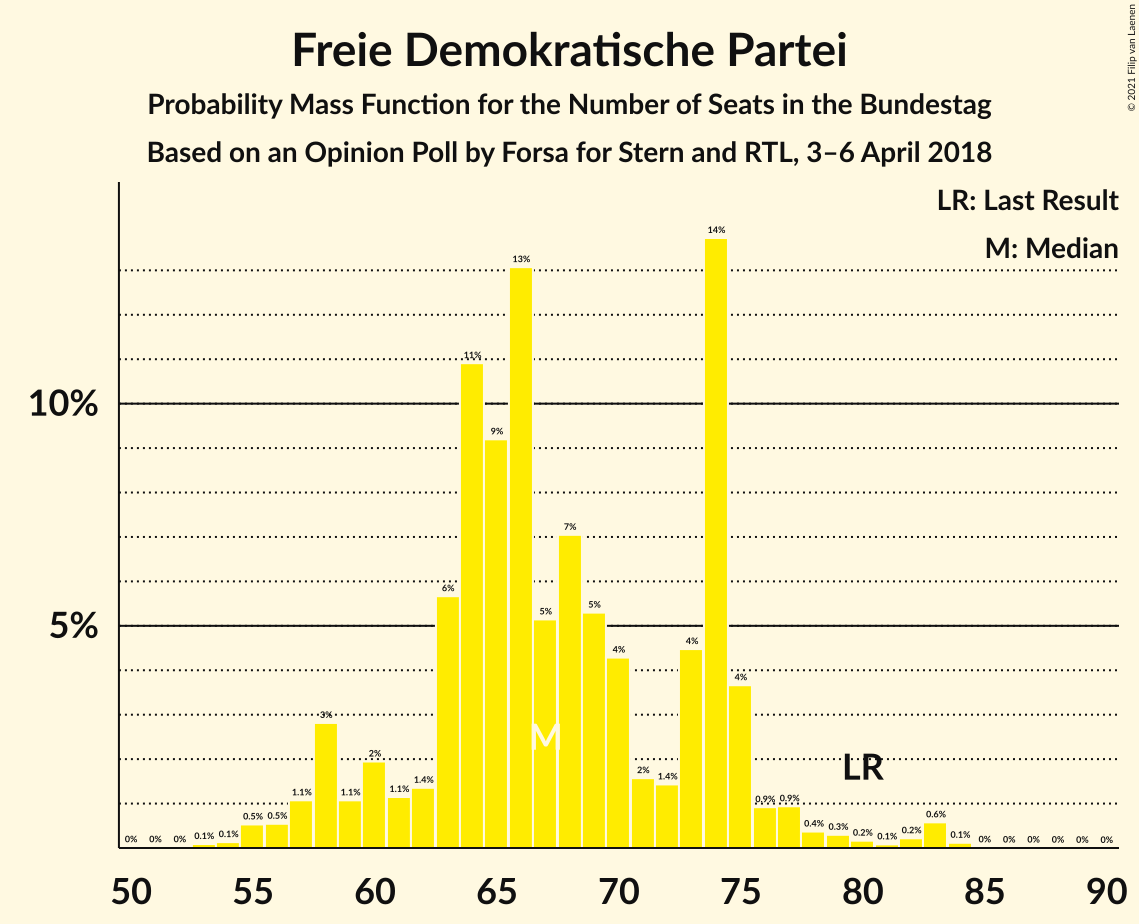 © 2021 Filip van Laenen
Freie Demokratische Partei
Probability Mass Function for the Number of Seats in the Bundestag
Based on an Opinion Poll by Forsa for Stern and RTL, 3–6 April 2018
LR: Last Result
M: Median
10%
5%
0% 0% 0% 0.1% 0.1% 0.5% 0.5% 1.1% 3% 1.1% 2% 1.1% 1.4% 6% 11% 9% 13% 5% 7% 5% 4% 2% 1.4% 4% 14% 4% 0.9% 0.9% 0.4% 0.3% 0.2% 0.1% 0.2% 0.6% 0.1% 0% 0% 0% 0% 0% 0%
M
LR
50 55 60 65 70 75 80 85 90